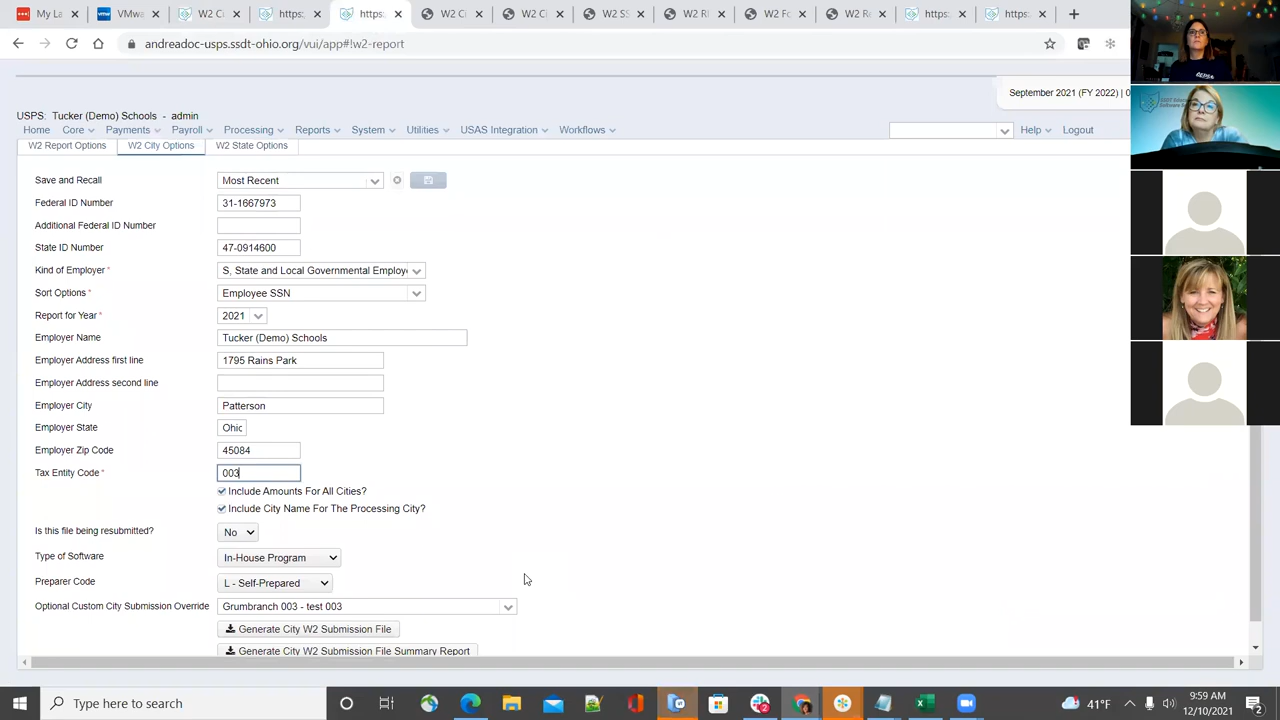 My La
VMwa
W2 C
https:
https:
W2 Ci
W2 Ci
W2 SS
W2 RI
W2 Fo
W2 Re
https:
https:
andreadoc-usps.ssdt-ohio.org/vui/app#!w2-report
September 2021 (FY 2022) | 0
USPS: Tucker (Demo) Schools - admin
Home Core Payments Payroll Processing Reports System Utilities USAS Integration Workflows Help Logout
W2 Report Options W2 City Options W2 State Options
Save and Recall Most Recent
Federal ID Number 31-1667973
Additional Federal ID Number
State ID Number 47-0914600
Kind of Employer * S, State and Local Governmental Employ
Sort Options * Employee SSN
Report for Year * 2021
Employer Name Tucker (Demo) Schools
Employer Address first line 1795 Rains Park
Employer Address second line
Employer City Patterson
Employer State Ohic
Employer Zip Code 45084
Tax Entity Code * 003
Include Amounts For All Cities?
Include City Name For The Processing City?
Is this file being resubmitted? No
Type of Software In-House Program
Preparer Code L - Self-Prepared
Optional Custom City Submission Override Grumbranch 003 - test 003
Generate City W2 Submission File
Generate City W2 Submission File Summary Report
Type here to search
41°F
9:59 AM
12/10/2021
2